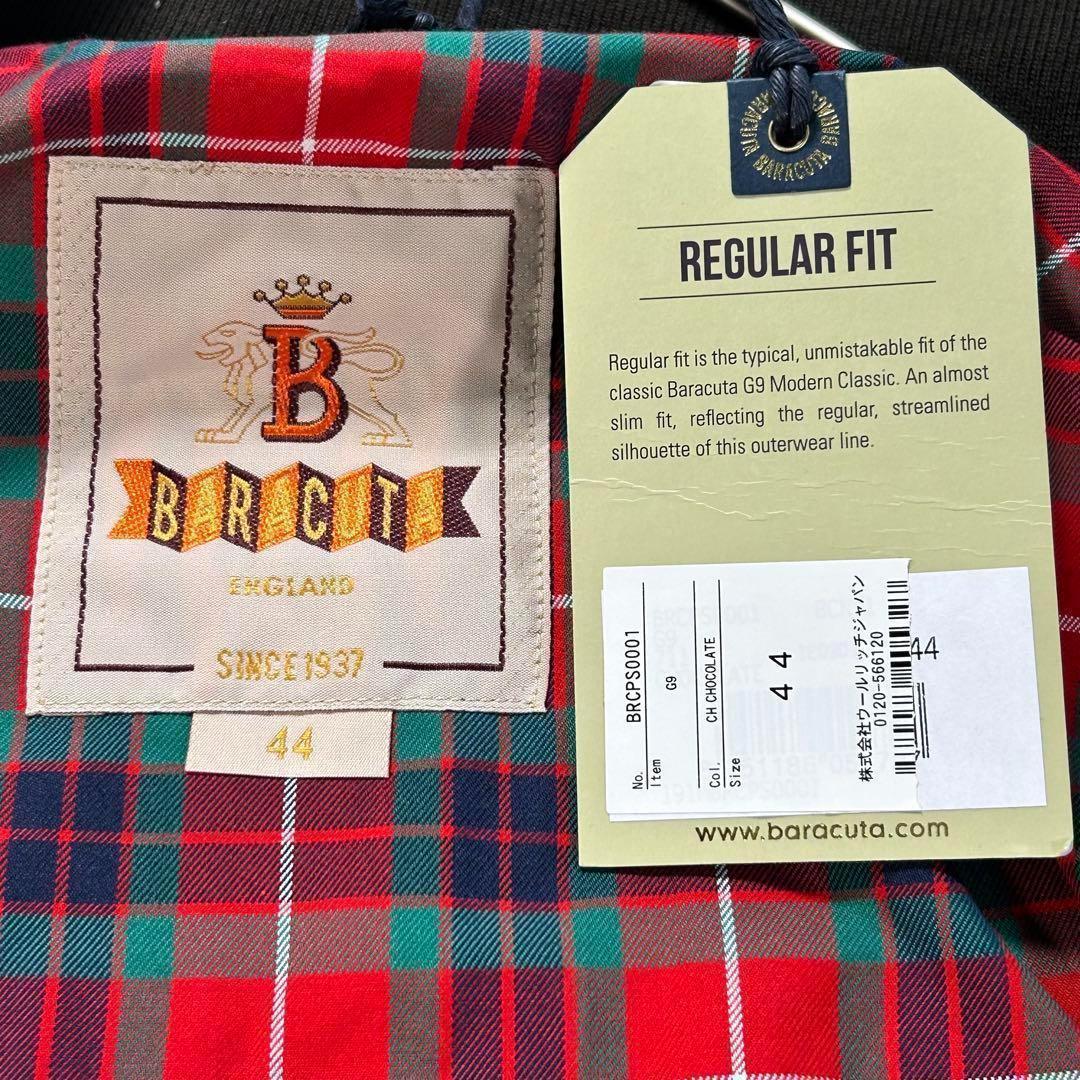 B
BARACUTA
ENGLAND
SINCE 1937
44
BARACUTA
REGULAR FIT
Regular fit is the typical, unmistakable fit of the
classic Baracuta G9 Modern Classic. An almost
slim fit, reflecting the regular, streamlined
silhouette of this outerwear line.
No. BRCPS0001
Item G9
Col. CH CHOCOLATE
Size 44
株式会社ウールリッチジャパン
0120-566120
44
www.baracuta.com